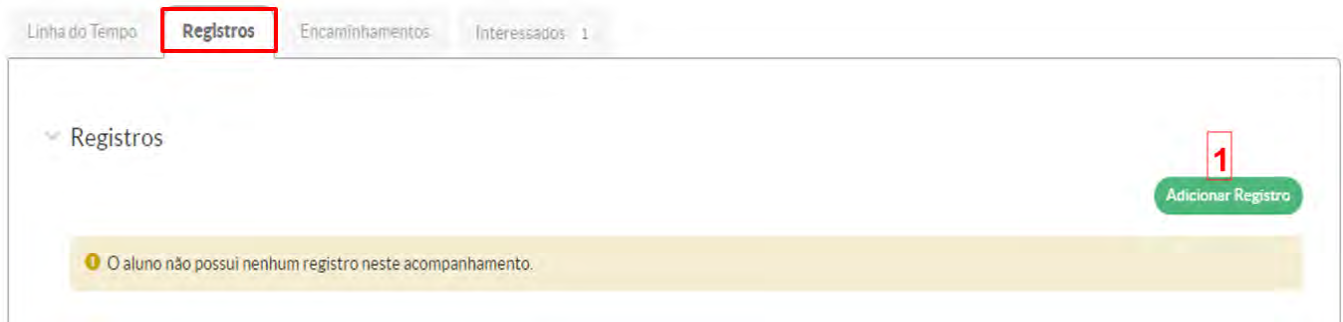 Linha do Tempo Registros Encaminhamentos Interessados 1
Registros
1
Adicionar Registro
O aluno não possui nenhum registro neste acompanhamento.